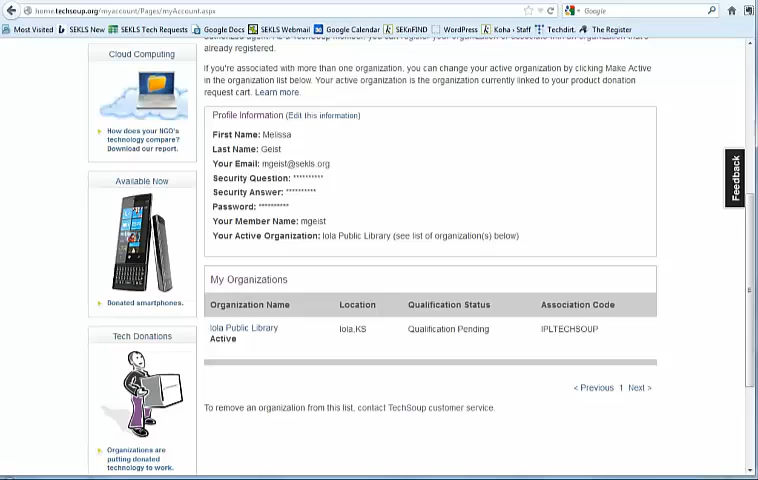 home.techsoup.org/myaccount/Pages/myAccount.aspx
Google
Most Visited SEKLS New SEKLS Tech Requests Google Docs SEKLS Webmail Google Calendar SEKnFIND WordPress Koha - Staff Techdirt. The Register
already registered.
If you're associated with more than one organization, you can change your active organization by clicking Make Active
in the organization list below. Your active organization is the organization currently linked to your product donation
request cart. Learn more.
Cloud Computing
How does your NGO's
technology compare?
Download our report.
Available Now
Donated smartphones.
Tech Donations
Organizations are
putting donated
technology to work.
Profile Information (Edit this information)
First Name: Melissa
Last Name: Geist
Your Email: mgeist@sekls.org
Security Question: **********
Security Answer: **********
Password: **********
Your Member Name: mgeist
Your Active Organization: Iola Public Library (see list of organization(s) below)
My Organizations
Organization Name Location Qualification Status Association Code
Iola Public Library Iola,KS Qualification Pending IPLTECHSOUP
Active
< Previous 1 Next >
To remove an organization from this list, contact TechSoup customer service.
Feedback